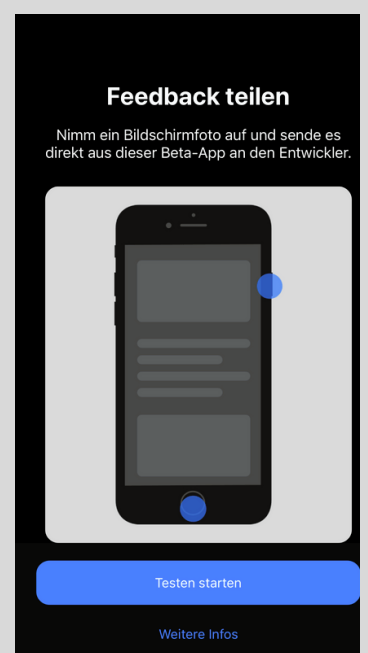 Feedback teilen
Nimm ein Bildschirmfoto auf und sende es
direkt aus dieser Beta-App an den Entwickler.
Testen starten
Weitere Infos